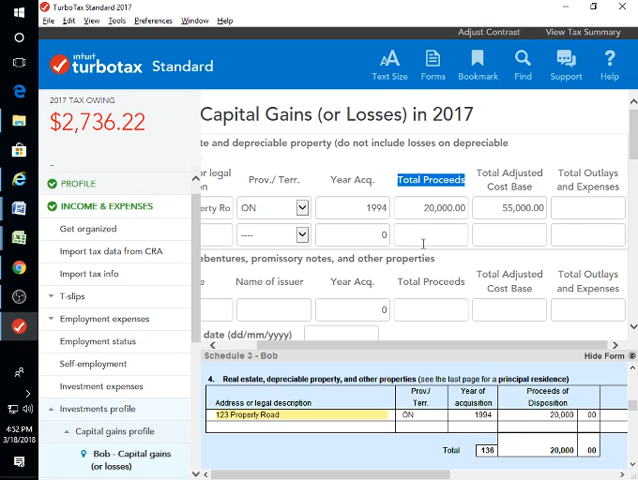 TurboTax Standard 2017
File Edit View Tools Preferences Window Help
Adjust Contrast View Tax Summary
intuit
turbotax Standard
Text Size Forms Bookmark Find Support Help
2017 TAX OWING
$2,736.22
PROFILE
INCOME & EXPENSES
Get organized
Import tax data from CRA
Import tax info
T-slips
Employment expenses
Employment status
Self-employment
Investment expenses
Investments profile
Capital gains profile
Bob - Capital gains
(or losses)
Capital Gains (or Losses) in 2017
te and depreciable property (do not include losses on depreciable
or legal
on
Prov./ Terr. Year Acq. Total Proceeds Total Adjusted
Cost Base
Total Outlays
and Expenses
erty Ro ON 1994 20,000.00 55,000.00
---- 0
ebentures, promissory notes, and other properties
e Name of issuer Year Acq. Total Proceeds Total Adjusted
Cost Base
Total Outlays
and Expenses
0
date (dd/mm/yyyy)
Schedule 3 - Bob Hide Form
4. Real estate, depreciable property, and other properties (see the last page for a principal residence)
Address or legal description Prov./
Terr.
Year of
acquisition
Proceeds of
Disposition
123 Property Road ON 1994 20,000 00
Total 136 20,000 00
4:52 PM
3/18/2018